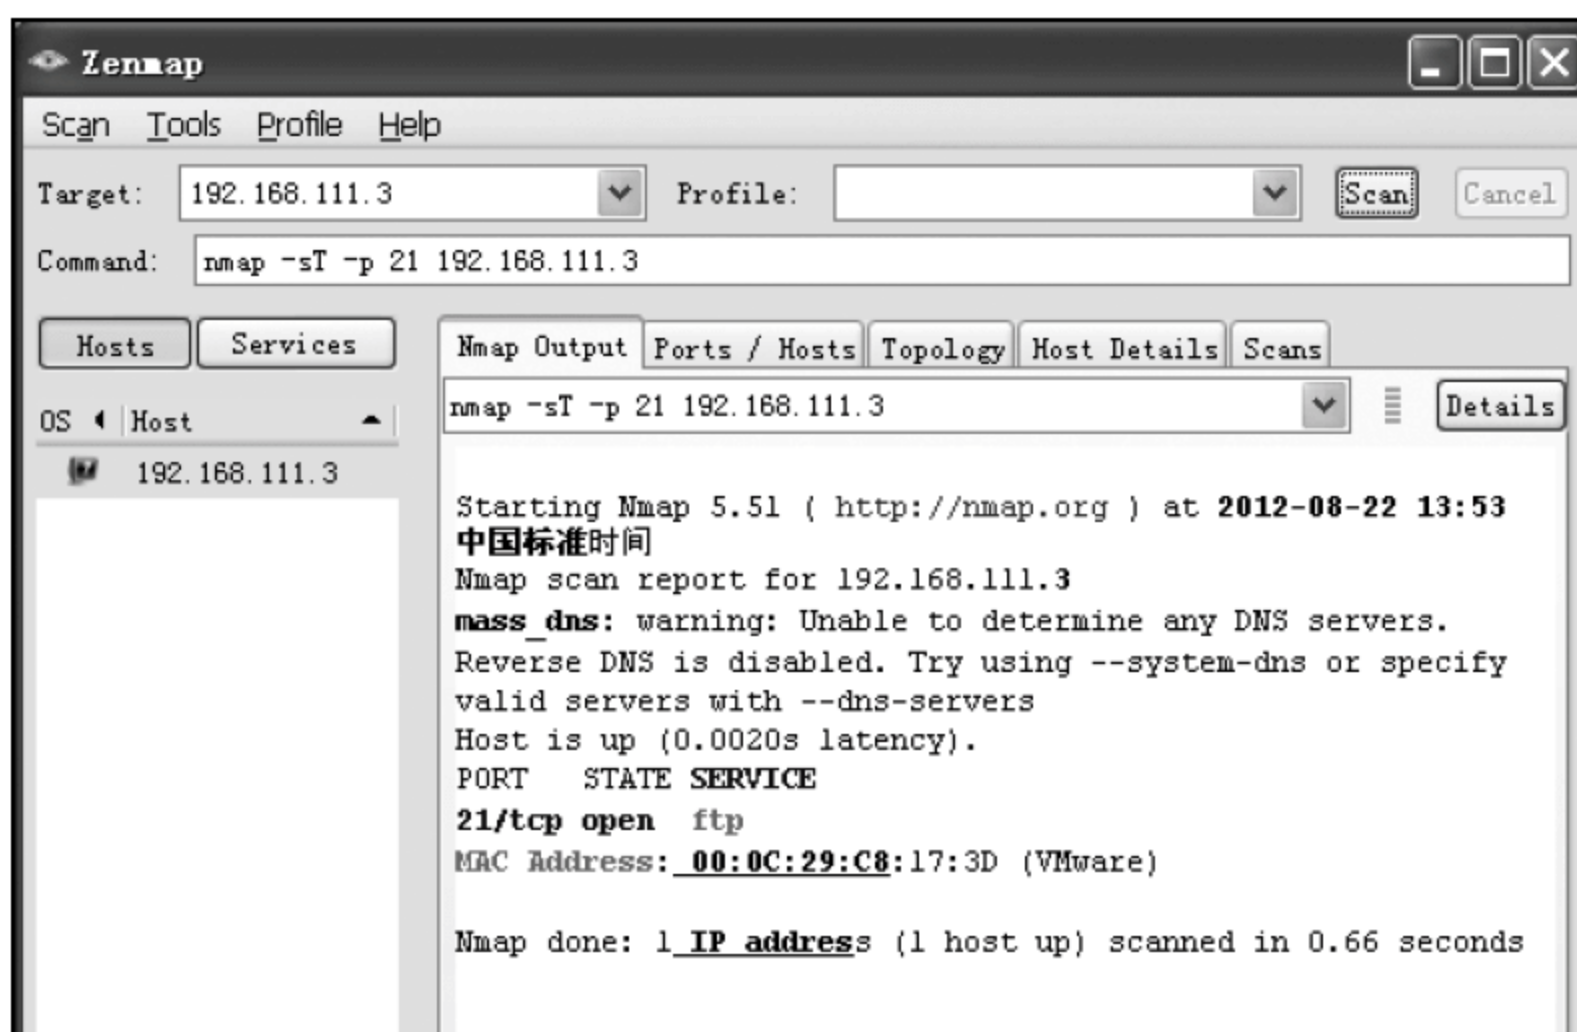 Zenmap
Scan Tools Profile Help
Target: 192.168.111.3 Profile: Scan Cancel
Command: nmap -sT -p 21 192.168.111.3
Hosts Services
Nmap Output Ports / Hosts Topology Host Details Scans
nmap -sT -p 21 192.168.111.3 Details
OS Host
192.168.111.3
Starting Nmap 5.51 ( http://nmap.org ) at 2012-08-22 13:53
中国标准时间
Nmap scan report for 192.168.111.3
mass_dns: warning: Unable to determine any DNS servers.
Reverse DNS is disabled. Try using --system-dns or specify
valid servers with --dns-servers
Host is up (0.0020s latency).
PORT STATE SERVICE
21/tcp open ftp
MAC Address: 00:0C:29:C8:17:3D (VMware)
Nmap done: 1 IP address (1 host up) scanned in 0.66 seconds